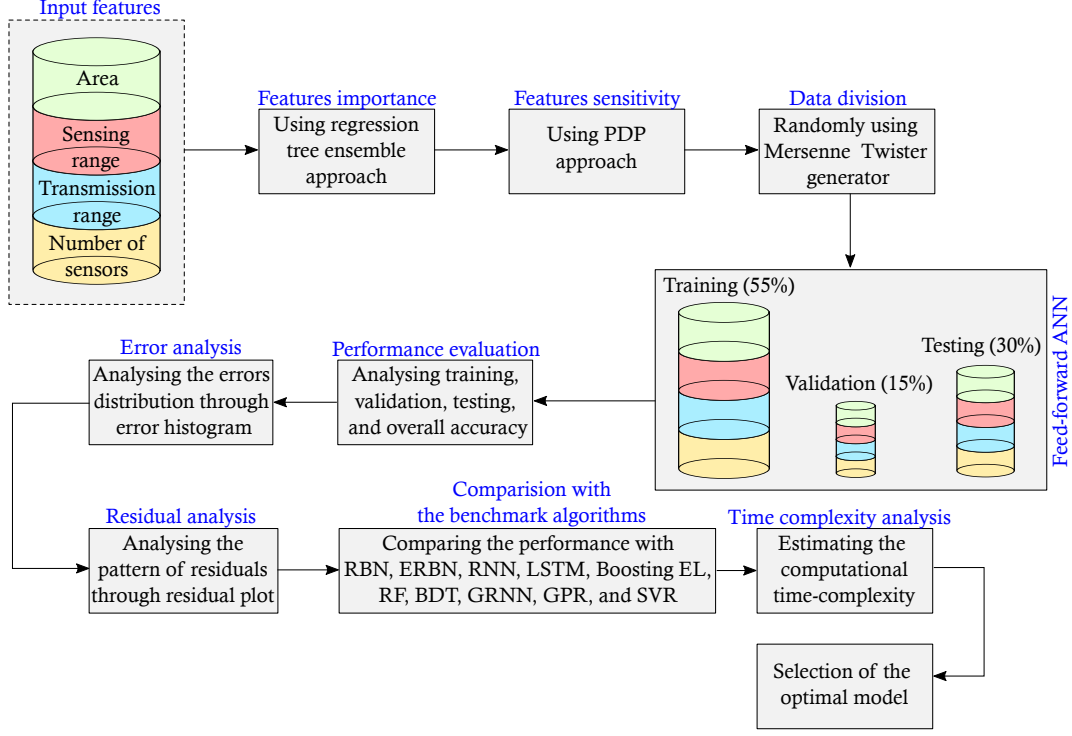 Input features
Area
Sensing
range
Transmission
range
Number of
sensors
Features importance
Using regression
tree ensemble
approach
Features sensitivity
Using PDP
approach
Data division
Randomly using
Mersenne Twister
generator
Training (55%)
Validation (15%)
Testing (30%)
Feed-forward ANN
Performance evaluation
Analysing training,
validation, testing,
and overall accuracy
Error analysis
Analysing the errors
distribution through
error histogram
Residual analysis
Analysing the
pattern of residuals
through residual plot
Comparision with
the benchmark algorithms
Comparing the performance with
RBN, ERBN, RNN, LSTM, Boosting EL,
RF, BDT, GRNN, GPR, and SVR
Time complexity analysis
Estimating the
computational
time-complexity
Selection of the
optimal model